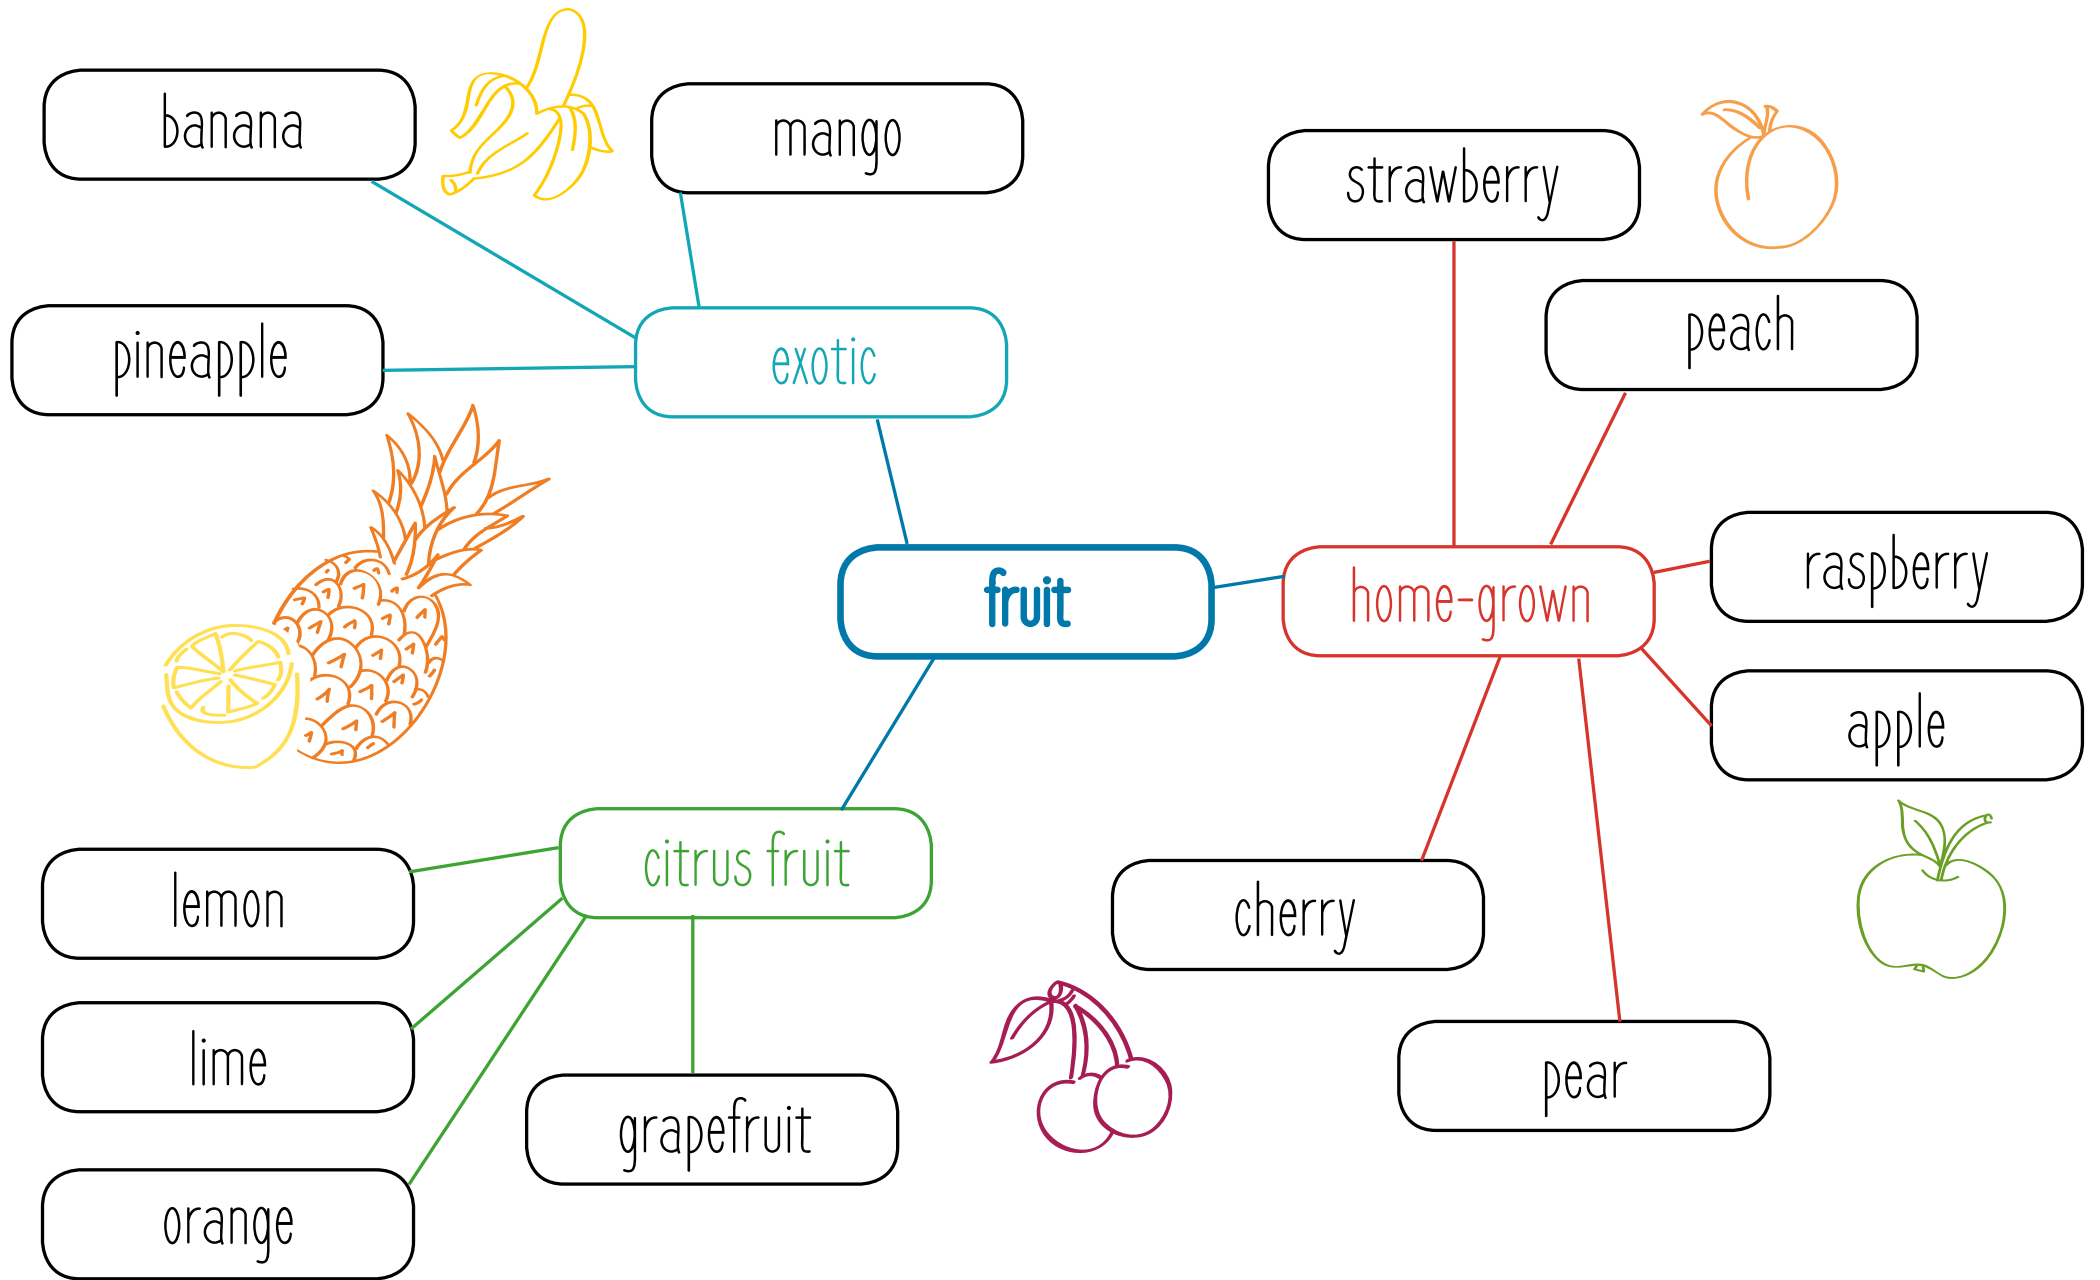 banana
mango
strawberry
peach
pineapple
exotic
raspberry
fruit
home-grown
apple
citrus fruit
lemon
cherry
lime
pear
grapefruit
orange